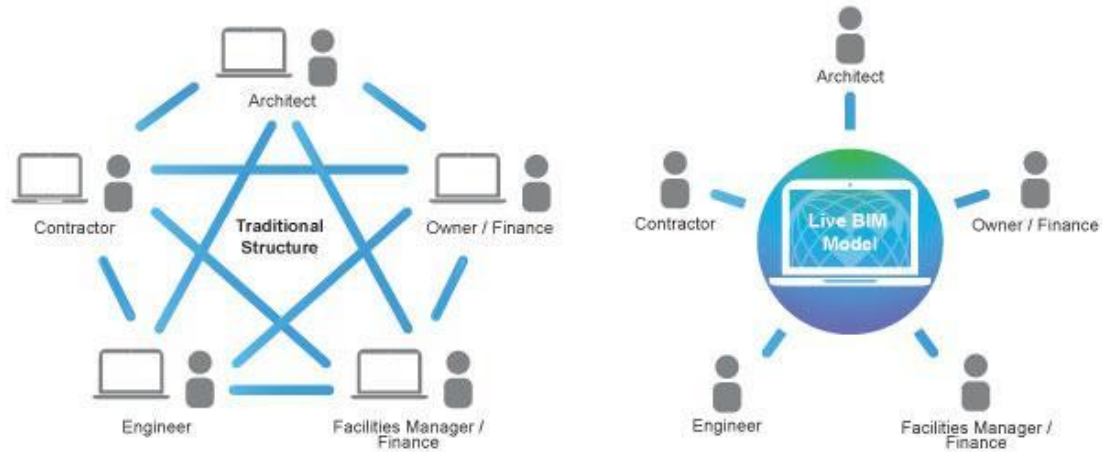 Architect
Contractor
Traditional
Structure
Owner / Finance
Engineer
Facilities Manager /
Finance
Architect
Contractor
Live BIM
Model
Owner / Finance
Engineer
Facilities Manager /
Finance